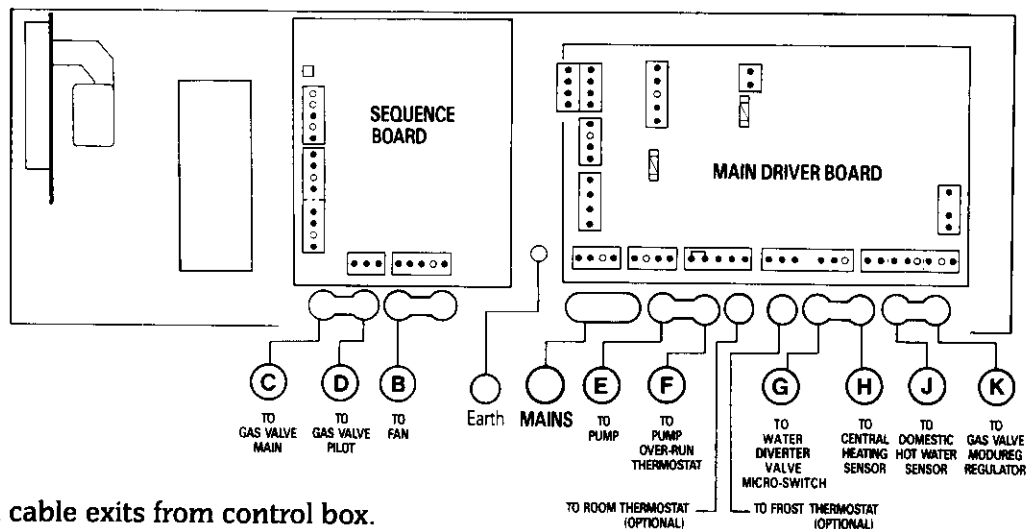 SEQUENCE
BOARD
MAIN DRIVER BOARD
C
D
B
Earth
MAINS
E
F
G
H
J
K
TO
GAS VALVE
MAIN
TO
GAS VALVE
PILOT
TO
FAN
TO
PUMP
TO
PUMP
OVER-RUN
THERMOSTAT
TO
WATER
DIVERTER
VALVE
MICRO-SWITCH
TO
CENTRAL
HEATING
SENSOR
TO
DOMESTIC
HOT WATER
SENSOR
TO
GAS VALVE
MODUREG
REGULATOR
TO ROOM THERMOSTAT
(OPTIONAL)
TO FROST THERMOSTAT
(OPTIONAL)
cable exits from control box.